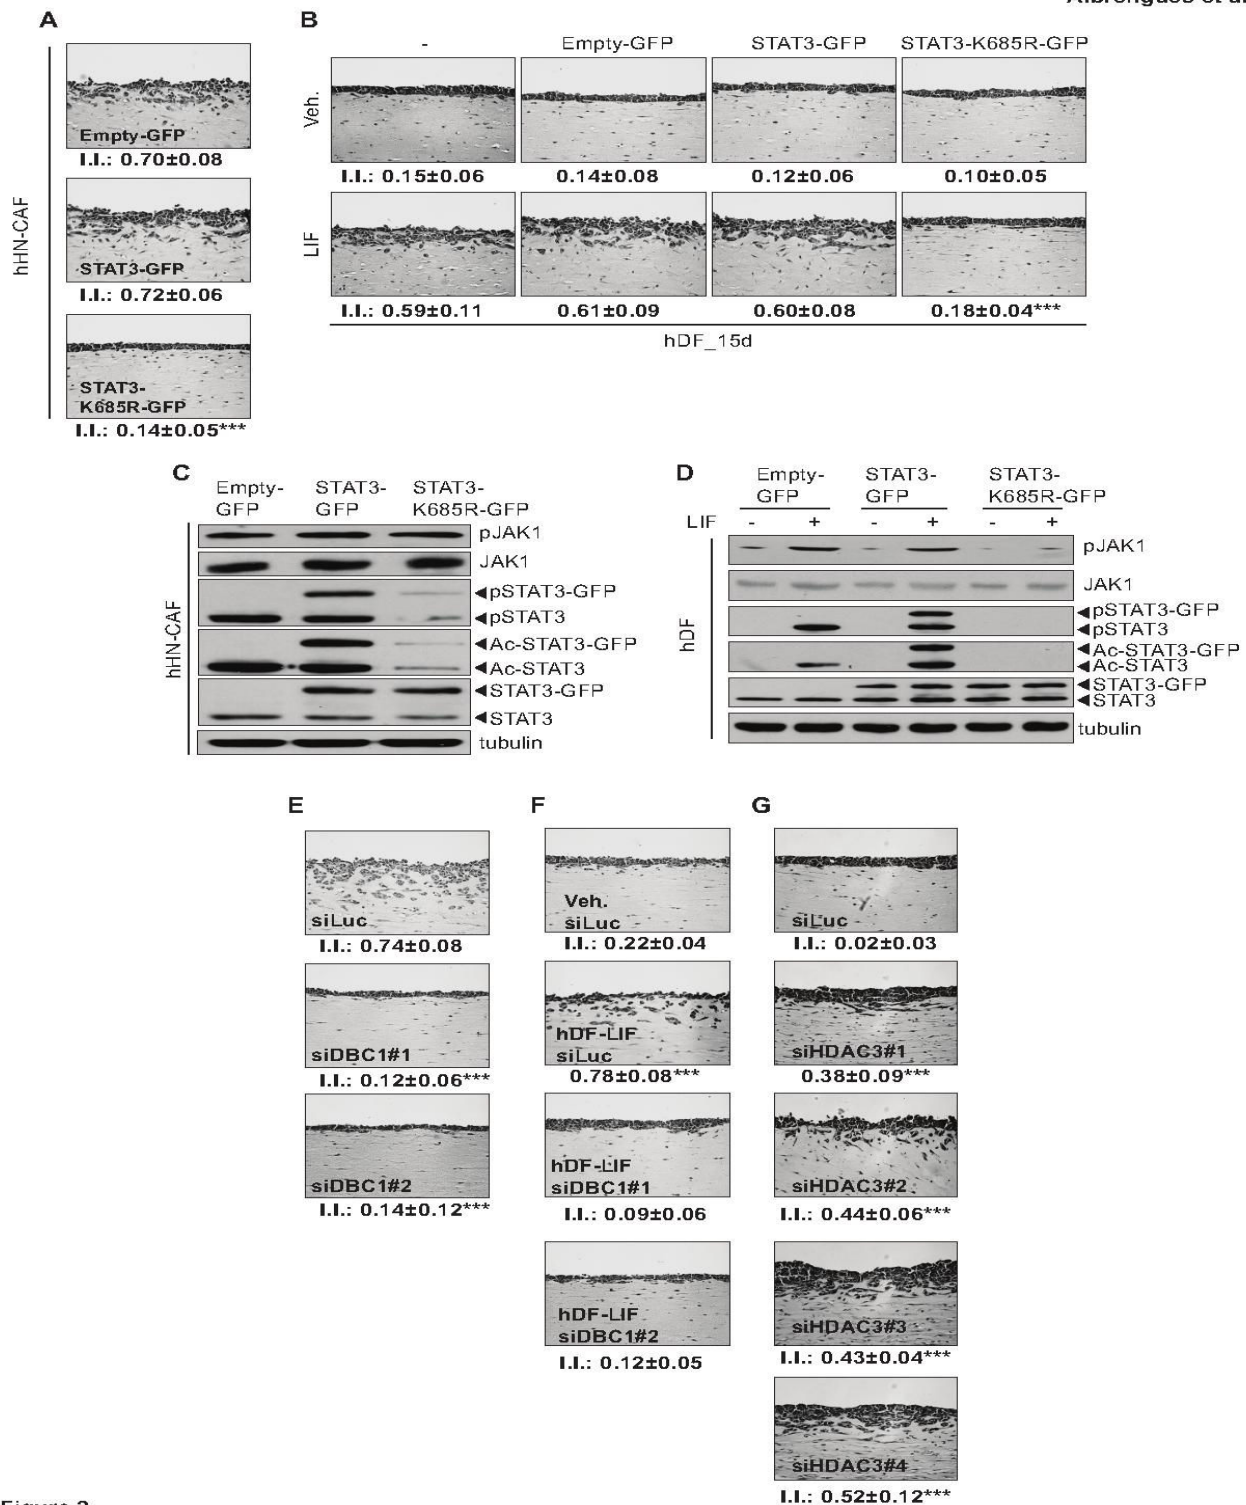 A
B
- Empty-GFP STAT3-GFP STAT3-K685R-GFP
hHN-CAF
Empty-GFP
I.I.: 0.70±0.08
STAT3-GFP
I.I.: 0.72±0.06
STAT3-
K685R-GFP
I.I.: 0.14±0.05***
Veh.
I.I.: 0.15±0.06 0.14±0.08 0.12±0.06 0.10±0.05
LIF
I.I.: 0.59±0.11 0.61±0.09 0.60±0.08 0.18±0.04***
hDF_15d
C
Empty- STAT3- STAT3-
GFP GFP K685R-GFP
hHN-CAF
pJAK1
JAK1
◄pSTAT3-GFP
◄pSTAT3
◄Ac-STAT3-GFP
◄Ac-STAT3
◄STAT3-GFP
◄STAT3
tubulin
D
Empty- STAT3- STAT3-
GFP GFP K685R-GFP
LIF - + - + - +
hDF
pJAK1
JAK1
◄pSTAT3-GFP
◄pSTAT3
◄Ac-STAT3-GFP
◄Ac-STAT3
◄STAT3-GFP
◄STAT3
tubulin
E
siLuc
I.I.: 0.74±0.08
siDBC1#1
I.I.: 0.12±0.06***
siDBC1#2
I.I.: 0.14±0.12***
F
Veh.
siLuc
I.I.: 0.22±0.04
hDF-LIF
siLuc
0.78±0.08***
hDF-LIF
siDBC1#1
I.I.: 0.09±0.06
hDF-LIF
siDBC1#2
I.I.: 0.12±0.05
G
siLuc
I.I.: 0.02±0.03
siHDAC3#1
0.38±0.09***
siHDAC3#2
I.I.: 0.44±0.06***
siHDAC3#3
I.I.: 0.43±0.04***
siHDAC3#4
I.I.: 0.52±0.12***